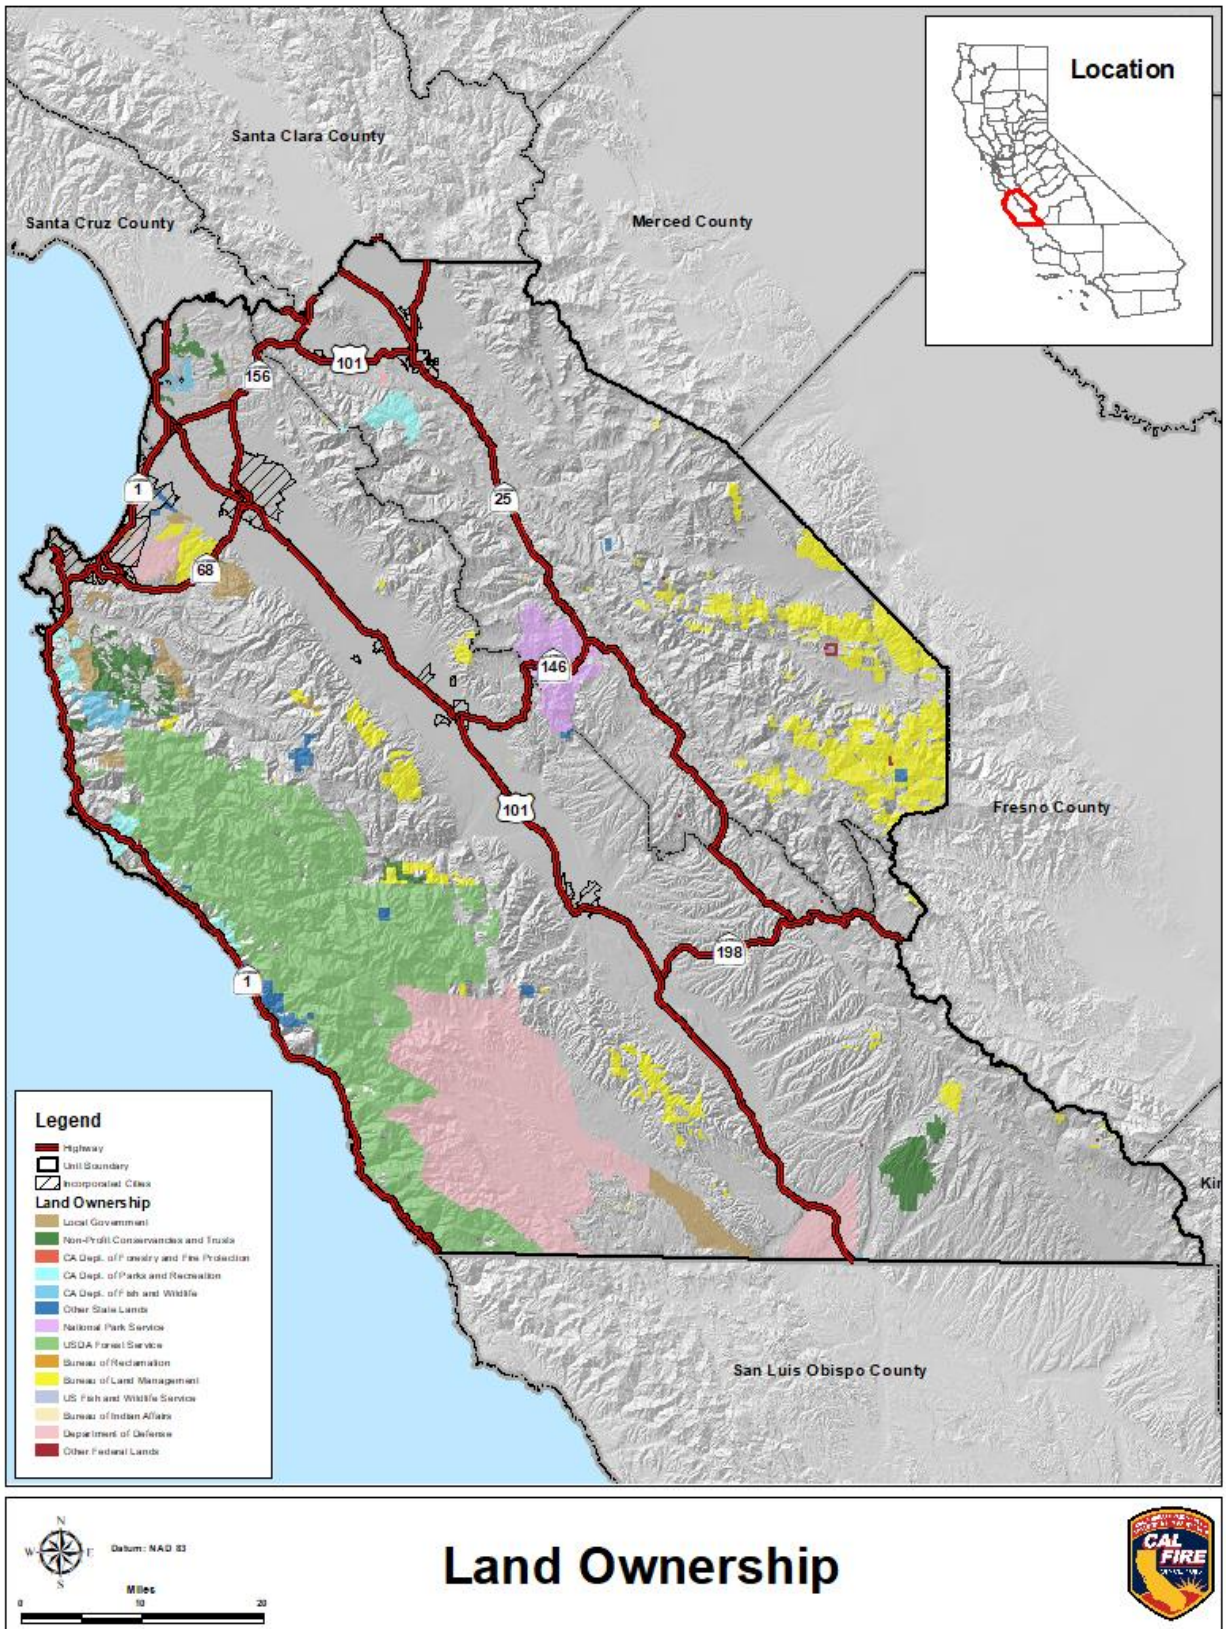 Location
Santa Clara County
Santa Cruz County
Merced County
101
156
1
25
68
146
101
Fresno County
198
1
Legend
Highway
Unit Boundary
Incorporated Cities
Land Ownership
Local Government
Non-Profit Conservancies and Trusts
CA Dept. of Forestry and Fire Protection
CA Dept. of Parks and Recreation
CA Dept. of Fish and Wildlife
Other State Lands
National Park Service
USDA Forest Service
Bureau of Reclamation
Bureau of Land Management
US Fish and Wildlife Service
Bureau of Indian Affairs
Department of Defense
Other Federal Lands
Kin
San Luis Obispo County
N
W E
S
Datum: NAD 83
Miles
0 10 20
Land Ownership
CAL
FIRE